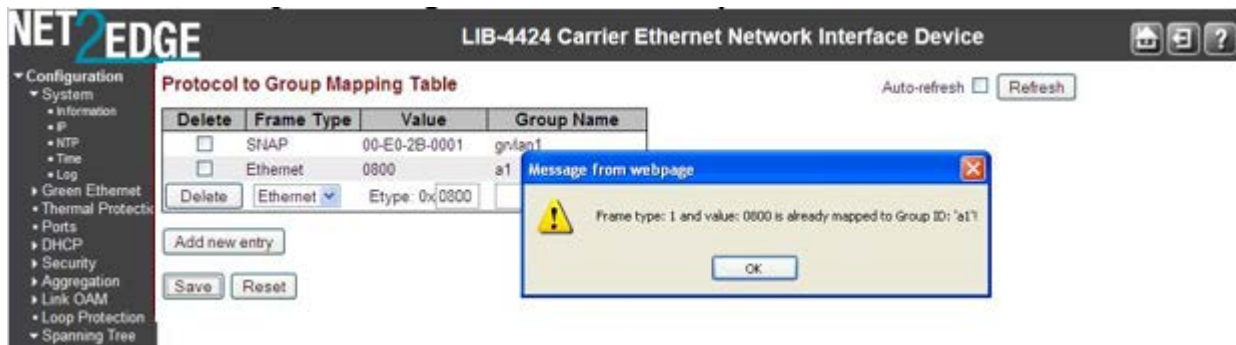 NET2EDGE
LIB-4424 Carrier Ethernet Network Interface Device
?
Configuration
System
Information
IP
NTP
Time
Log
Green Ethernet
Thermal Protectio
Ports
DHCP
Security
Aggregation
Link OAM
Loop Protection
Spanning Tree
Protocol to Group Mapping Table
Auto-refresh Refresh
Delete Frame Type Value Group Name
SNAP 00-E0-2B-0001 grvlan1
Ethernet 0800 a1
Delete Ethernet Etype: 0x 0800
Add new entry
Save Reset
Message from webpage
Frame type: 1 and value: 0800 is already mapped to Group ID: 'a1'!
OK